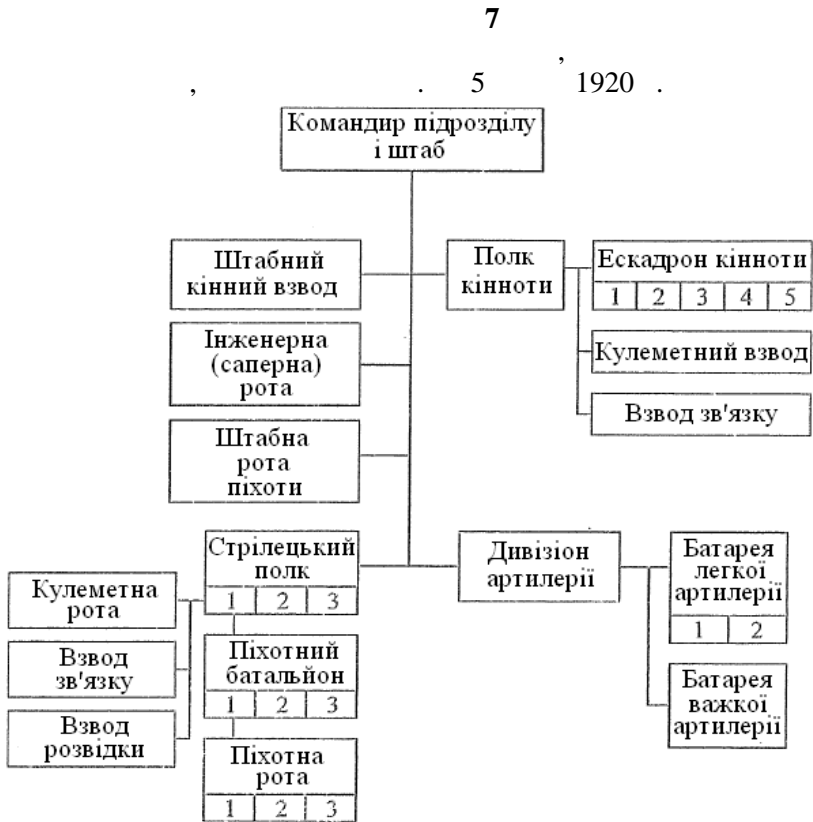 7
,
, . 5 1920 .
Командир підрозділу
і штаб
Штабний
кінний взвод
Полк
кінноти
Ескадрон кінноти
1 2 3 4 5
Інженерна
(саперна)
рота
Кулеметний взвод
Взвод зв'язку
Штабна
рота
піхоти
Стрілецький
полк
1 2 3
Дивізіон
артилерії
Батарея
легкої
артилерії
1 2
Кулеметна
рота
Взвод
зв'язку
Піхотний
батальйон
1 2 3
Батарея
важкої
артилерії
Взвод
розвідки
Піхотна
рота
1 2 3